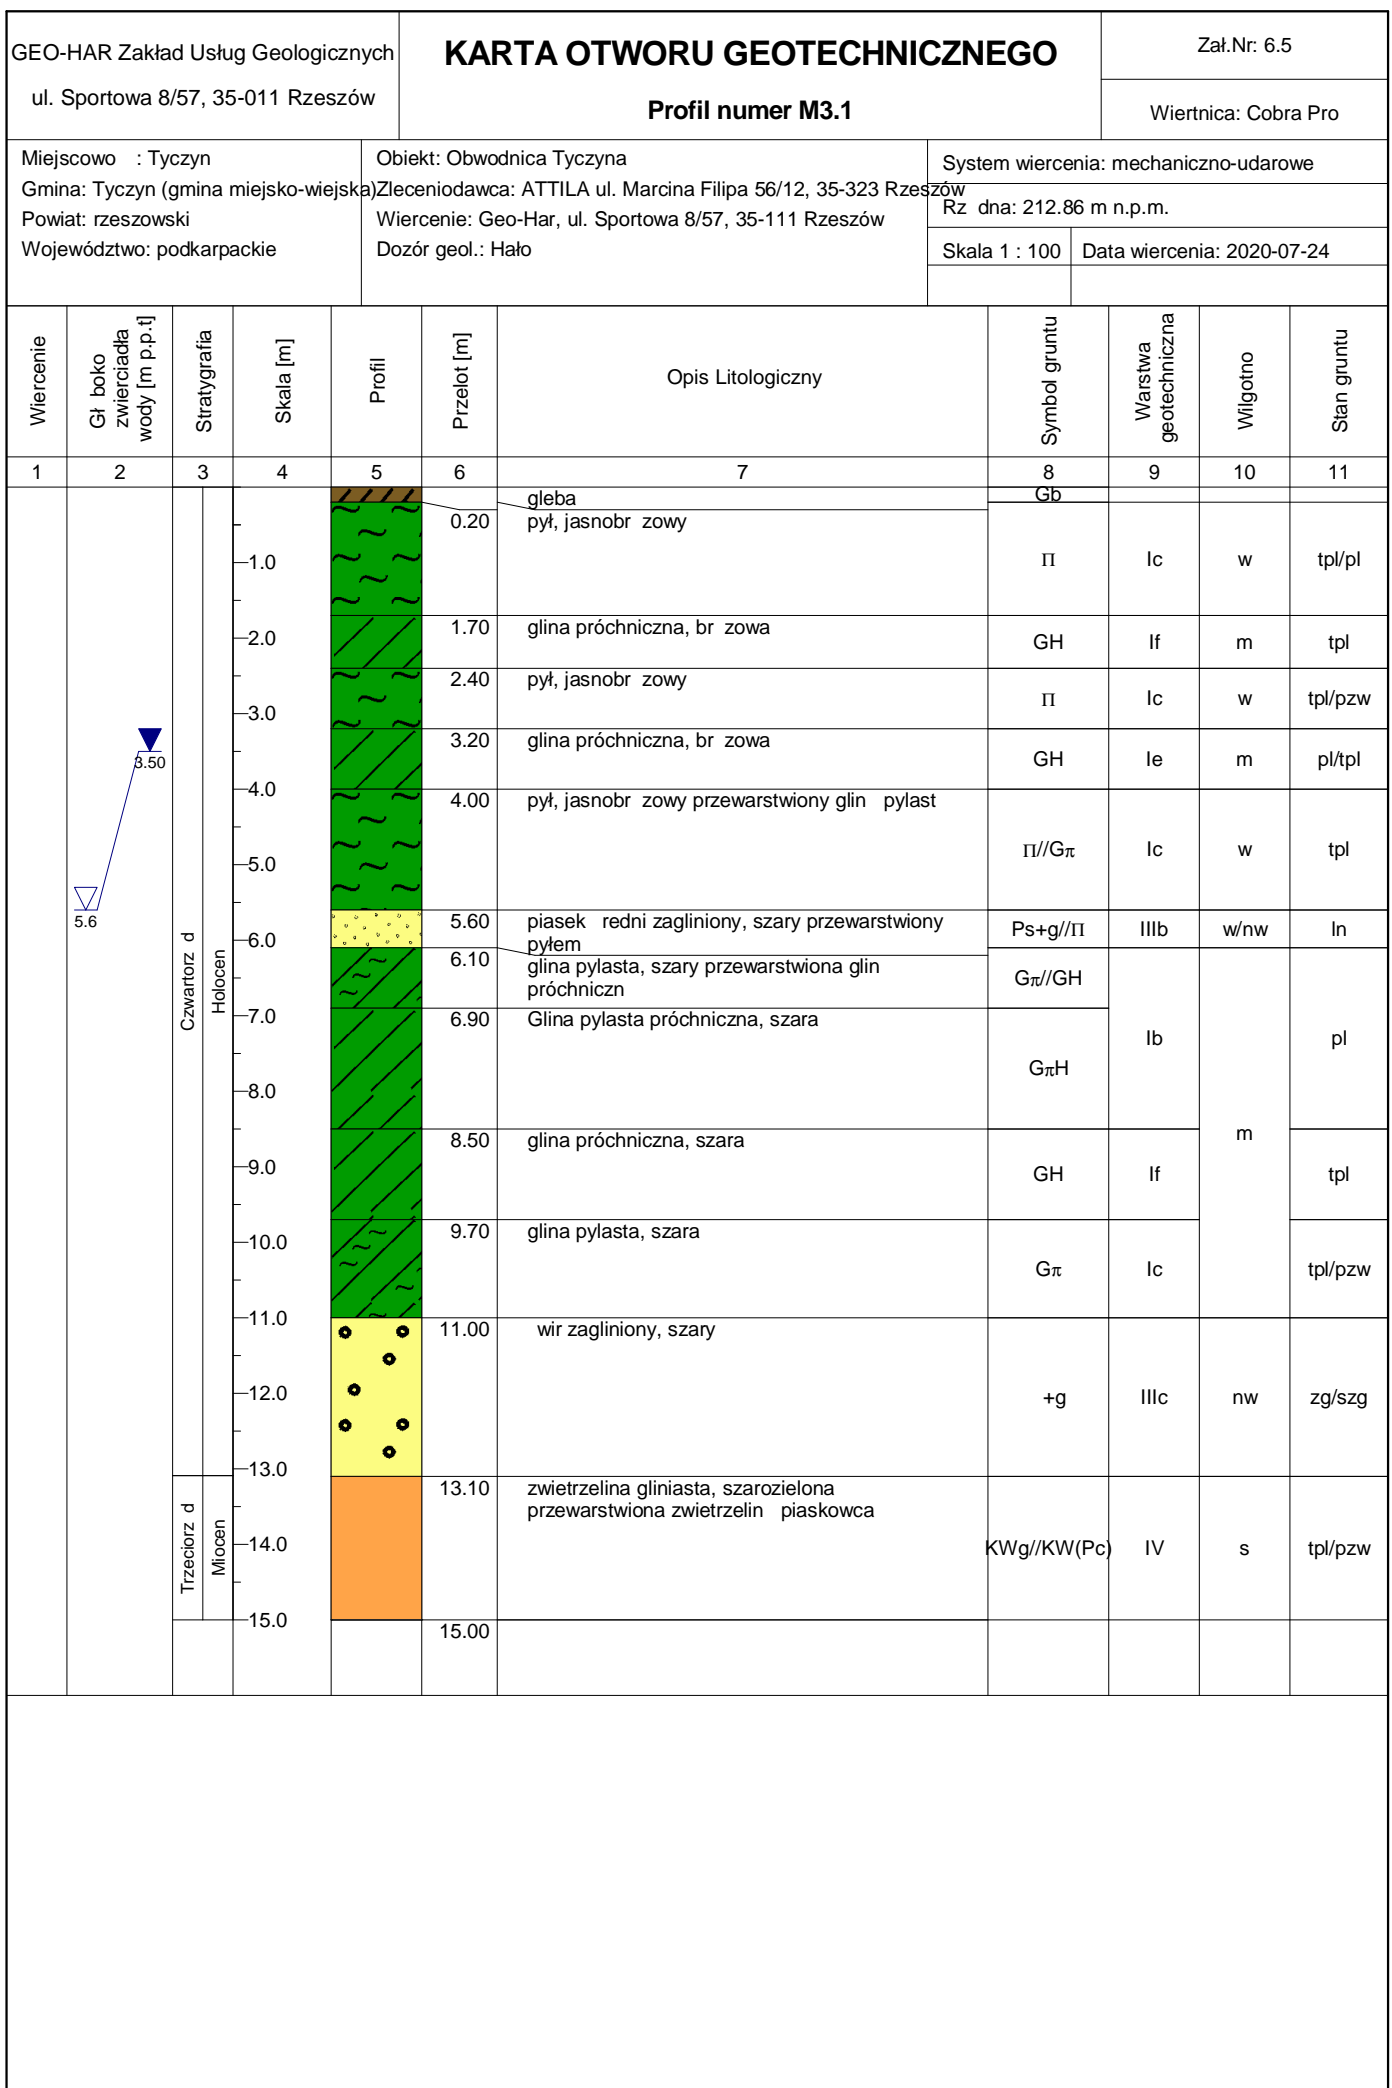 GEO-HAR Zakład Usług Geologicznych
ul. Sportowa 8/57, 35-011 Rzeszów
KARTA OTWORU GEOTECHNICZNEGO
Profil numer M3.1
Zał.Nr: 6.5
Wiertnica: Cobra Pro
Miejscowo : Tyczyn
Gmina: Tyczyn (gmina miejsko-wiejska)
Powiat: rzeszowski
Województwo: podkarpackie
Obiekt: Obwodnica Tyczyna
Zleceniodawca: ATTILA ul. Marcina Filipa 56/12, 35-323 Rzeszów
Wiercenie: Geo-Har, ul. Sportowa 8/57, 35-111 Rzeszów
Dozór geol.: Hało
System wiercenia: mechaniczno-udarowe
Rz dna: 212.86 m n.p.m.
Skala 1 : 100 Data wiercenia: 2020-07-24
Wiercenie
Gł boko
zwierciadła
wody [m p.p.t]
Stratygrafia
Skala [m]
Profil
Przelot [m]
Opis Litologiczny
Symbol gruntu
Warstwa
geotechniczna
Wilgotno
Stan gruntu
1 2 3 4 5 6 7 8 9 10 11
gleba Gb
0.20 pył, jasnobr zowy
1.0 Π Ic w tpl/pl
1.70 glina próchniczna, br zowa
2.0 GH If m tpl
2.40 pył, jasnobr zowy
3.0 Π Ic w tpl/pzw
3.20 glina próchniczna, br zowa
3.50 GH Ie m pl/tpl
4.0 4.00 pył, jasnobr zowy przewarstwiony glin pylast
5.0 Π//Gπ Ic w tpl
5.6 5.60 piasek redni zagliniony, szary przewarstwiony
pyłem
6.0 Ps+g//Π IIIb w/nw ln
6.10 glina pylasta, szary przewarstwiona glin
próchniczn
Gπ//GH
Czwartorz d
Holocen
7.0 6.90 Glina pylasta próchniczna, szara
Ib pl
GπH
8.0
8.50 glina próchniczna, szara
m
9.0 GH If tpl
9.70 glina pylasta, szara
10.0 Gπ Ic tpl/pzw
11.0 11.00 wir zagliniony, szary
12.0 +g IIIc nw zg/szg
13.0
13.10 zwietrzelina gliniasta, szarozielona
przewarstwiona zwietrzelin piaskowca
Trzeciorz d
Miocen
14.0 KWg//KW(Pc) IV s tpl/pzw
15.0 15.00